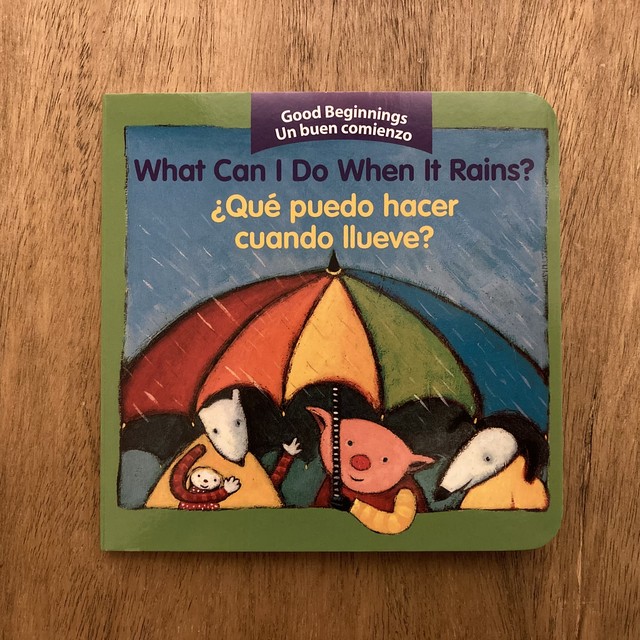 Good Beginnings
Un buen comienzo
What Can I Do When It Rains?
¿Qué puedo hacer
cuando llueve?